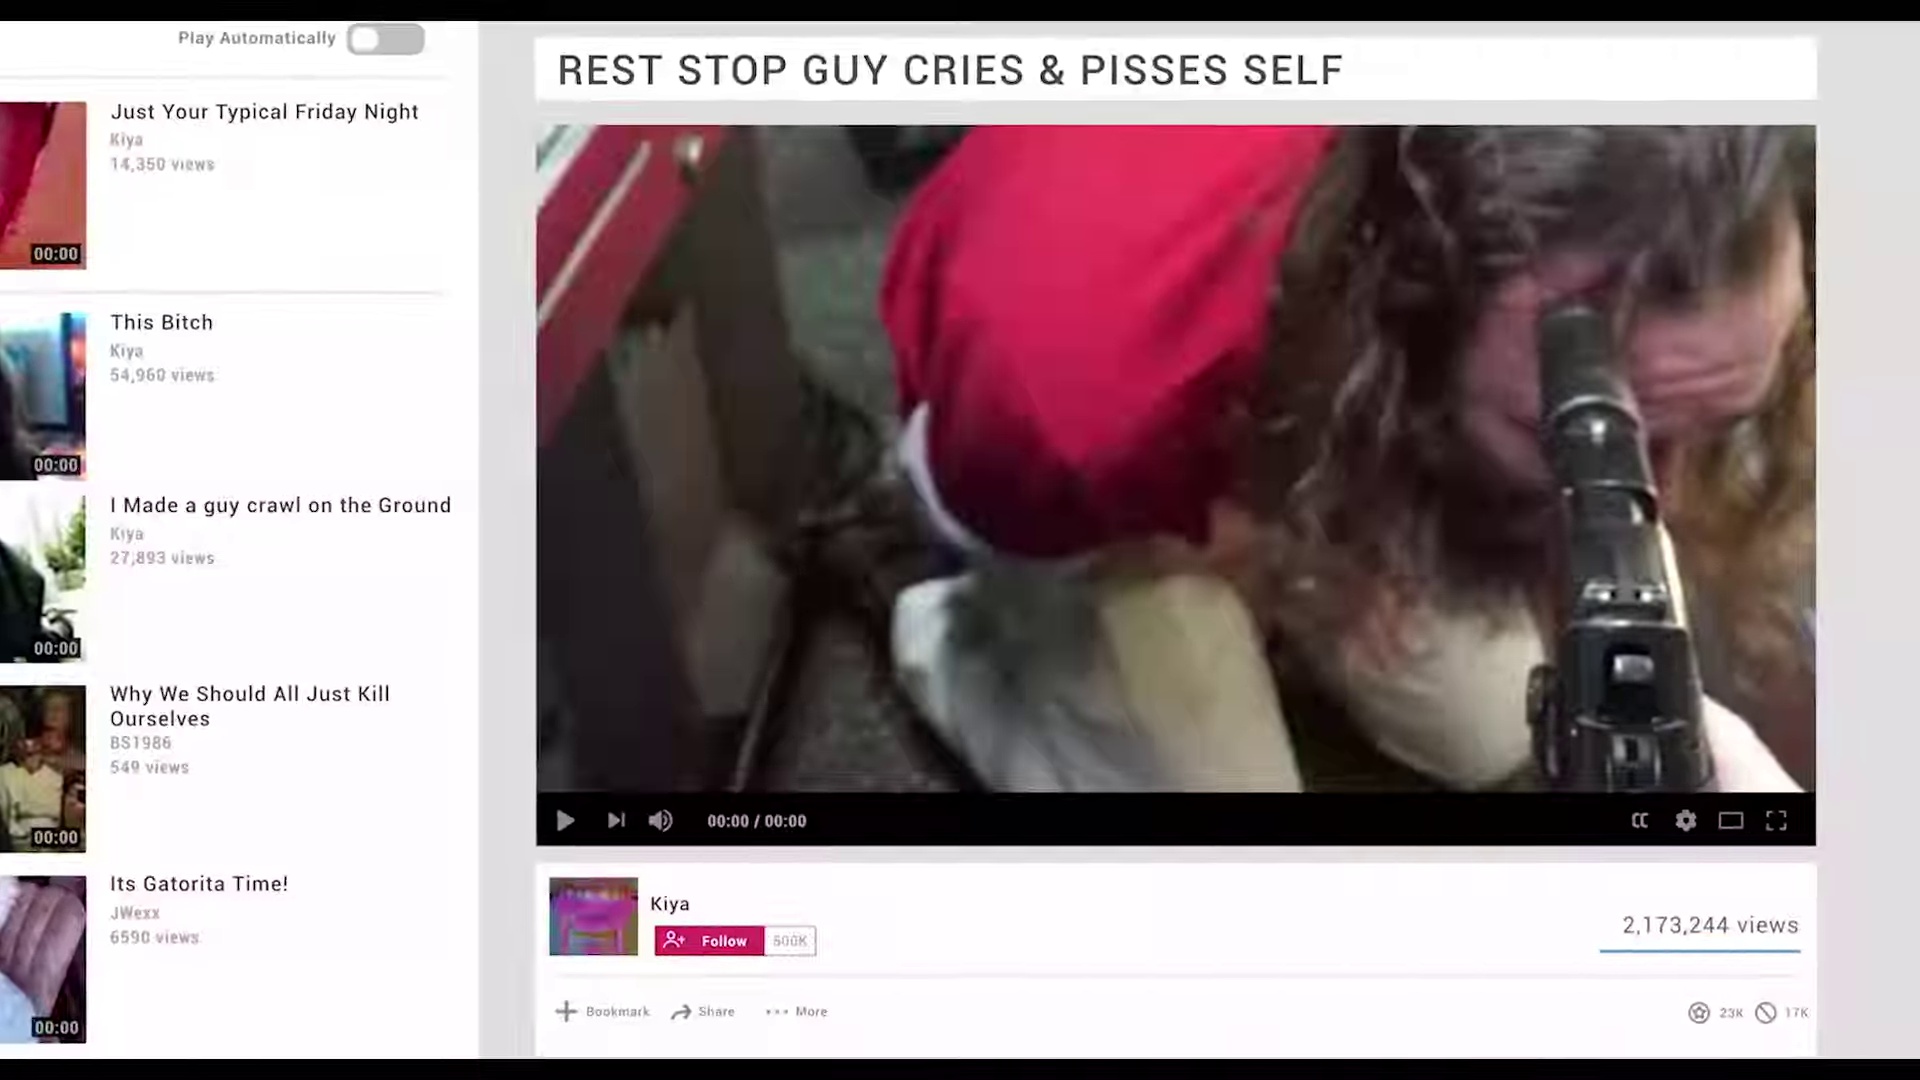 Play Automatically
Just Your Typical Friday Night
Kiya
14,350 views
00:00
This Bitch
Kiya
54,960 views
00:00
I Made a guy crawl on the Ground
Kiya
27,893 views
00:00
Why We Should All Just Kill
Ourselves
BS1986
549 views
00:00
Its Gatorita Time!
JWexx
6590 views
00:00
REST STOP GUY CRIES & PISSES SELF
00:00 / 00:00
CC
Kiya
Follow
500K
2,173,244 views
Bookmark
Share
More
23K
17K